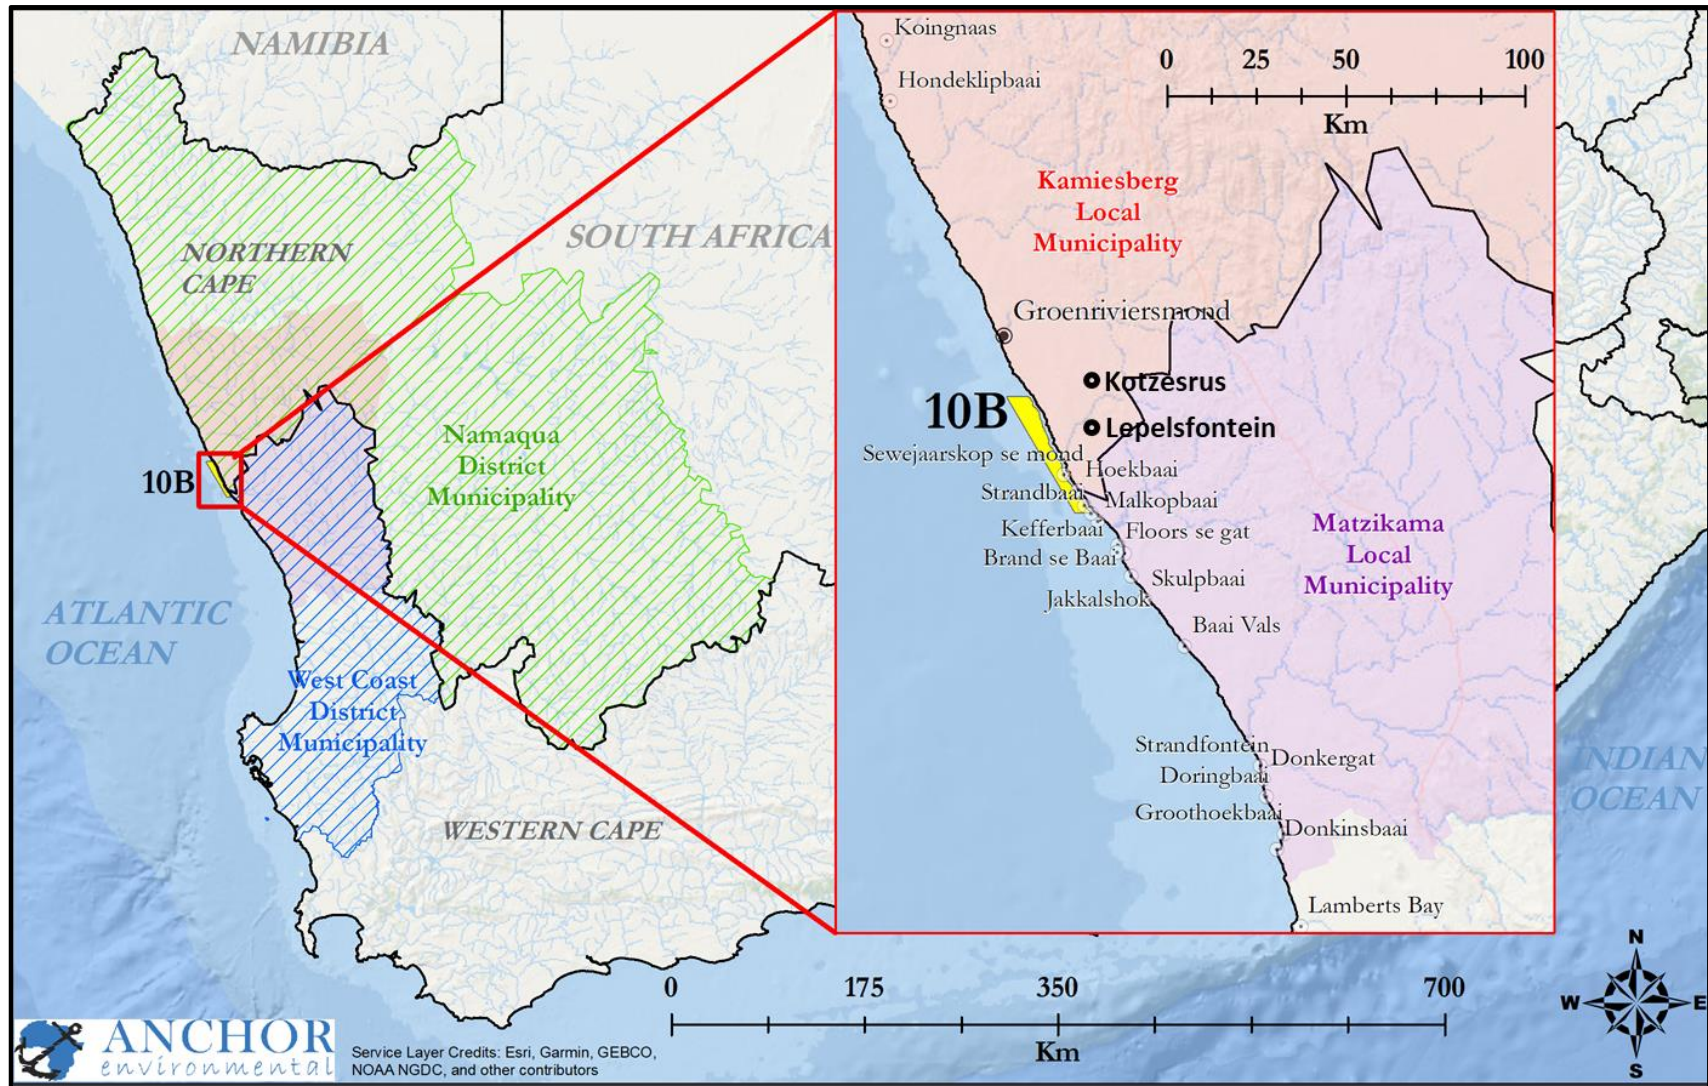 NAMIBIA
SOUTH AFRICA
NORTHERN
CAPE
Namaqua
District
Municipality
10B
ATLANTIC
OCEAN
West Coast
District
Municipality
WESTERN CAPE
Koingnaas
Hondeklipbaai
0 25 50 100
Km
Kamiesberg
Local
Municipality
Groenriviersmond
Kotzesrus
10B
Lepelsfontein
Sewejaarskop se mond
Hoekbaai
Strandbaai
Malkopbaai
Kefferbaai
Floors se gat
Brand se Baai
Skulpbaai
Jakkalshok
Matzikama
Local
Municipality
Baai Vals
Strandfontein
Donkergat
Doringbaai
Groothoekbaai
Donkinsbaai
Lamberts Bay
INDIAN
OCEAN
N
W E
S
0 175 350 700
Km
ANCHOR
environmental
Service Layer Credits: Esri, Garmin, GEBCO,
NOAA NGDC, and other contributors